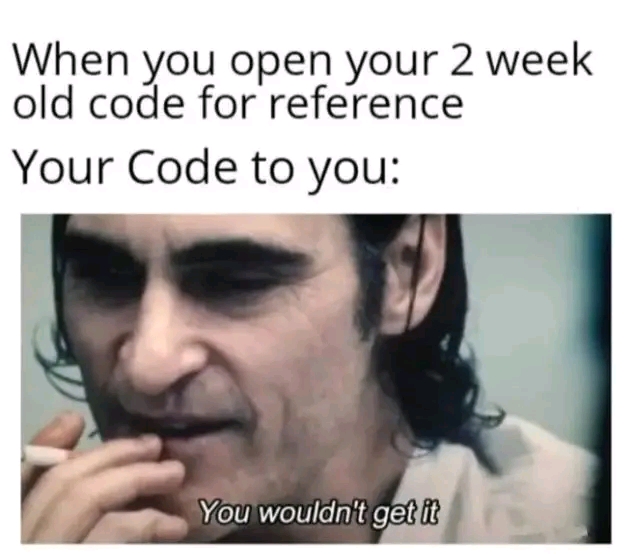 When you open your 2 week
old code for reference
Your Code to you:
You wouldn't get it